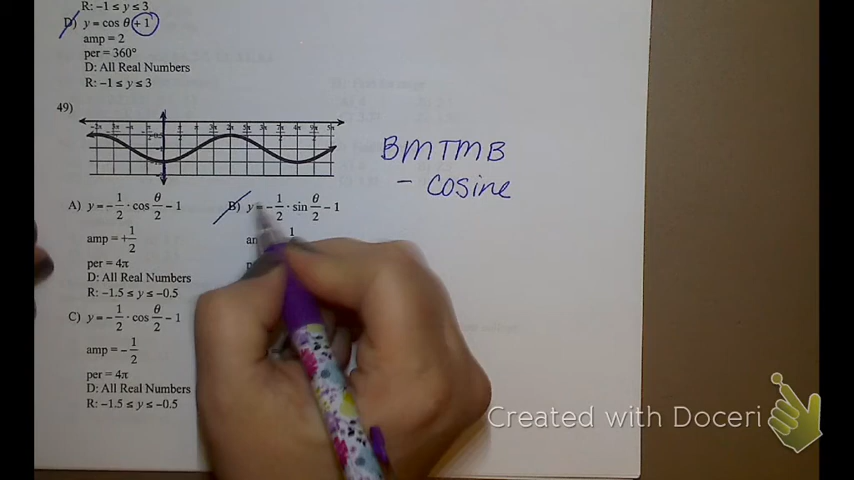 R: −1 ≤ y ≤ 3
D) y = cos θ + 1
amp = 2
per = 360°
D: All Real Numbers
R: −1 ≤ y ≤ 3
49)
BMTMB
− cosine
A) y = −1/2 · cos θ/2 − 1
B) y = −1/2 · sin θ/2 − 1
amp = +1/2
per = 4π
D: All Real Numbers
R: −1.5 ≤ y ≤ −0.5
C) y = −1/2 · cos θ/2 − 1
amp = −1/2
per = 4π
D: All Real Numbers
R: −1.5 ≤ y ≤ −0.5
Created with Doceri